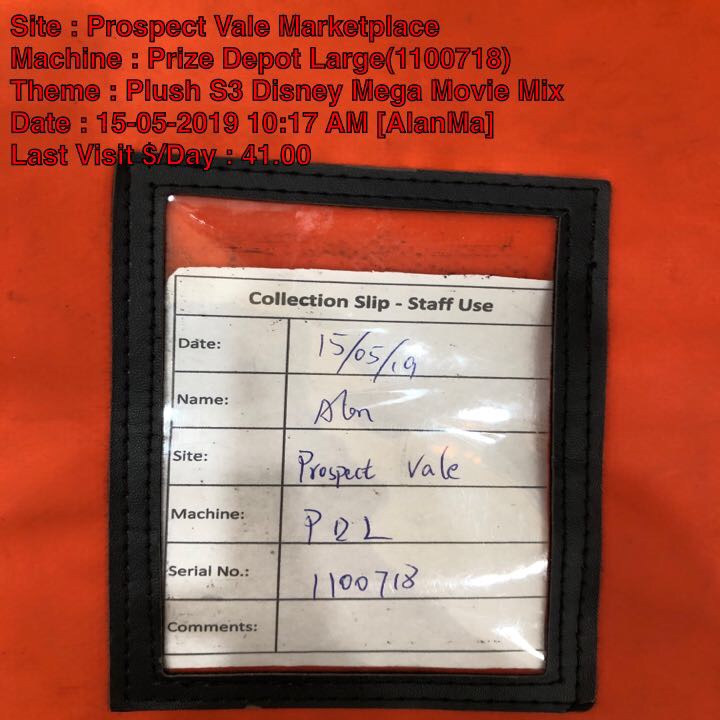 Site : Prospect Vale Marketplace
Machine : Prize Depot Large(1100718)
Theme : Plush S3 Disney Mega Movie Mix
Date : 15-05-2019 10:17 AM [AlanMa]
Last Visit $/Day : 41.00
Collection Slip - Staff Use
Date: 15/05/19
Name: Alan
Site: Prospect Vale
Machine: PDL
Serial No.: 1100718
Comments: